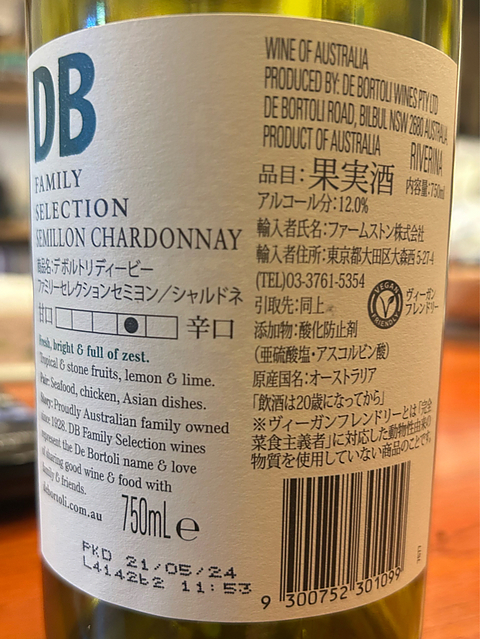 DB
FAMILY
SELECTION
SEMILLON CHARDONNAY
商品名:デ ボルトリ ディービー
ファミリーセレクションセミヨン/シャルドネ
甘口 辛口
Fresh, bright & full of zest.
Tropical & stone fruits, lemon & lime.
Pair: Seafood, chicken, Asian dishes.
Story: Proudly Australian family owned
since 1928. DB Family Selection wines
represent the De Bortoli name & love
of sharing good wine & food with
family & friends.
debortoli.com.au
750mL e
PKD 21/05/24
L414262 11:53
WINE OF AUSTRALIA
PRODUCED BY: DE BORTOLI WINES PTY LTD
DE BORTOLI ROAD, BILBUL NSW 2680 AUSTRALIA
PRODUCT OF AUSTRALIA RIVERINA
品目:果実酒 内容量:750ml
アルコール分:12.0%
輸入者氏名:ファームストン株式会社
輸入者住所:東京都大田区大森西5-27-4
(TEL)03-3761-5354
引取先:同上
VEGAN FRIENDLY
ヴィーガン
フレンドリー
添加物:酸化防止剤
(亜硫酸塩・アスコルビン酸)
原産国名:オーストラリア
「飲酒は20歳になってから」
※ヴィーガンフレンドリーとは「完全
菜食主義者」に対応した動物性由来の
物質を使用していない商品のことです。
9 300752 301099